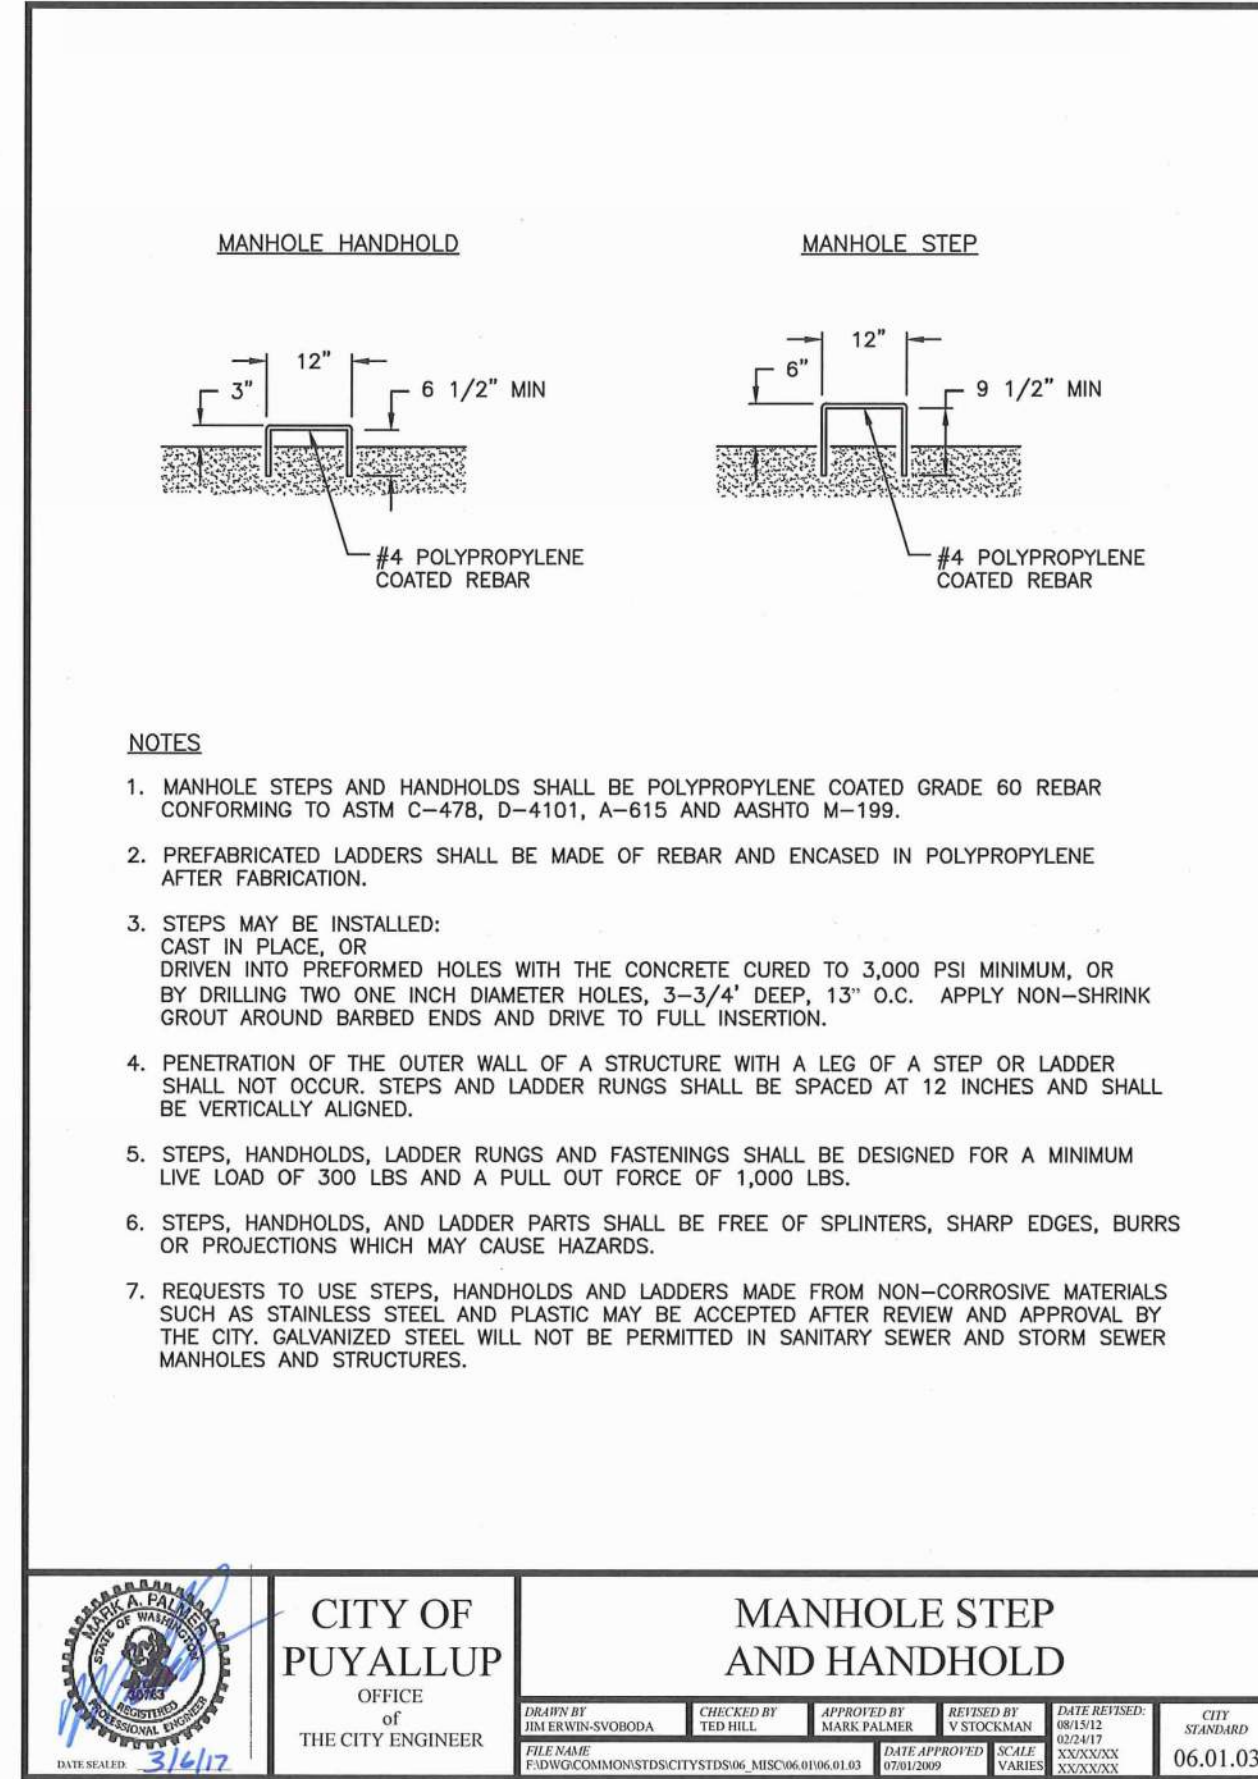 MANHOLE HANDHOLD
MANHOLE STEP
12"
3"
6 1/2" MIN
#4 POLYPROPYLENE
COATED REBAR
12"
6"
9 1/2" MIN
#4 POLYPROPYLENE
COATED REBAR
NOTES
1. MANHOLE STEPS AND HANDHOLDS SHALL BE POLYPROPYLENE COATED GRADE 60 REBAR
CONFORMING TO ASTM C-478, D-4101, A-615 AND AASHTO M-199.
2. PREFABRICATED LADDERS SHALL BE MADE OF REBAR AND ENCASED IN POLYPROPYLENE
AFTER FABRICATION.
3. STEPS MAY BE INSTALLED:
CAST IN PLACE, OR
DRIVEN INTO PREFORMED HOLES WITH THE CONCRETE CURED TO 3,000 PSI MINIMUM, OR
BY DRILLING TWO ONE INCH DIAMETER HOLES, 3-3/4' DEEP, 13" O.C. APPLY NON-SHRINK
GROUT AROUND BARBED ENDS AND DRIVE TO FULL INSERTION.
4. PENETRATION OF THE OUTER WALL OF A STRUCTURE WITH A LEG OF A STEP OR LADDER
SHALL NOT OCCUR. STEPS AND LADDER RUNGS SHALL BE SPACED AT 12 INCHES AND SHALL
BE VERTICALLY ALIGNED.
5. STEPS, HANDHOLDS, LADDER RUNGS AND FASTENINGS SHALL BE DESIGNED FOR A MINIMUM
LIVE LOAD OF 300 LBS AND A PULL OUT FORCE OF 1,000 LBS.
6. STEPS, HANDHOLDS, AND LADDER PARTS SHALL BE FREE OF SPLINTERS, SHARP EDGES, BURRS
OR PROJECTIONS WHICH MAY CAUSE HAZARDS.
7. REQUESTS TO USE STEPS, HANDHOLDS AND LADDERS MADE FROM NON-CORROSIVE MATERIALS
SUCH AS STAINLESS STEEL AND PLASTIC MAY BE ACCEPTED AFTER REVIEW AND APPROVAL BY
THE CITY. GALVANIZED STEEL WILL NOT BE PERMITTED IN SANITARY SEWER AND STORM SEWER
MANHOLES AND STRUCTURES.
MARK A. PALMER
STATE OF WASHINGTON
30763
REGISTERED
PROFESSIONAL ENGINEER
DATE SEALED: 3/6/17
CITY OF
PUYALLUP
OFFICE
of
THE CITY ENGINEER
MANHOLE STEP
AND HANDHOLD
DRAWN BY
JIM ERWIN-SVOBODA
CHECKED BY
TED HILL
APPROVED BY
MARK PALMER
REVISED BY
V STOCKMAN
DATE REVISED:
08/15/12
02/24/17
XX/XX/XX
XX/XX/XX
FILE NAME
F:\DWG\COMMON\STDS\CITYSTDS\06_MISC\06.01\06.01.03
DATE APPROVED
07/01/2009
SCALE
VARIES
CITY
STANDARD
06.01.03